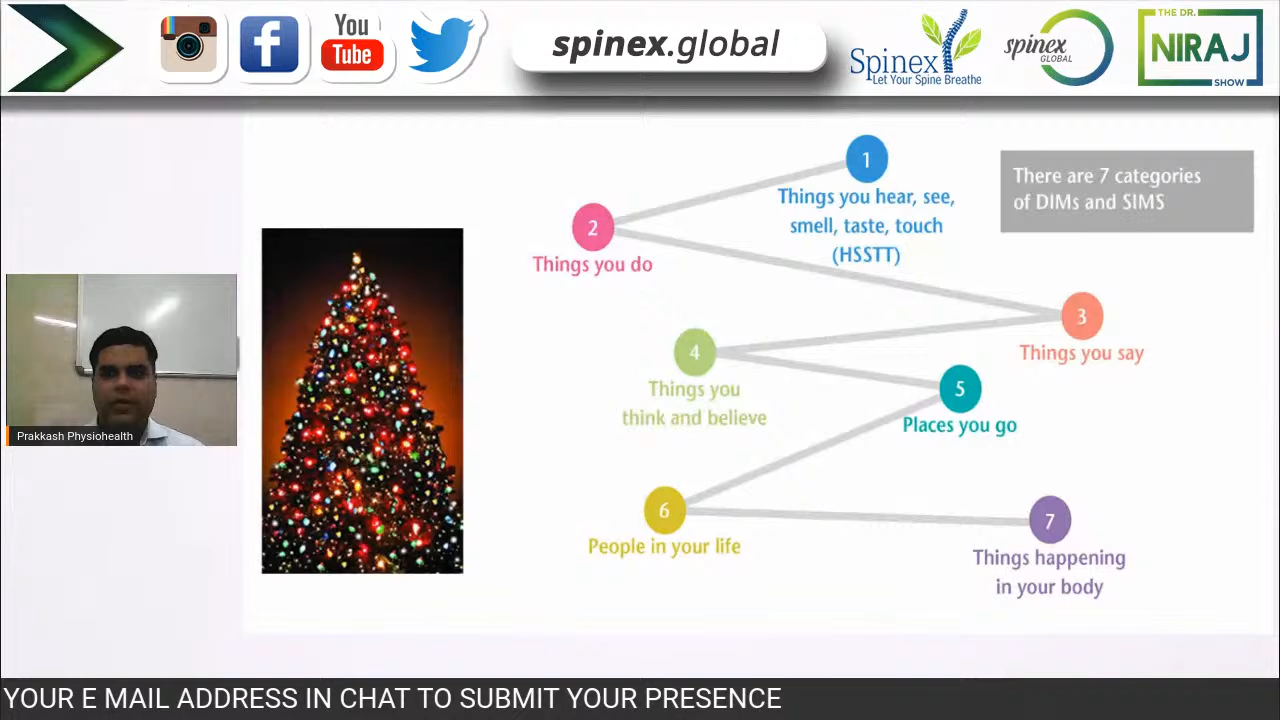 You
Tube
spinex.global
Spinex
Let Your Spine Breathe
spinex
GLOBAL
THE DR.
NIRAJ
SHOW
1
Things you hear, see,
smell, taste, touch
(HSSTT)
There are 7 categories
of DIMs and SIMS
2
Things you do
3
Things you say
4
Things you
think and believe
5
Places you go
Prakkash Physiohealth
6
People in your life
7
Things happening
in your body
YOUR E MAIL ADDRESS IN CHAT TO SUBMIT YOUR PRESENCE